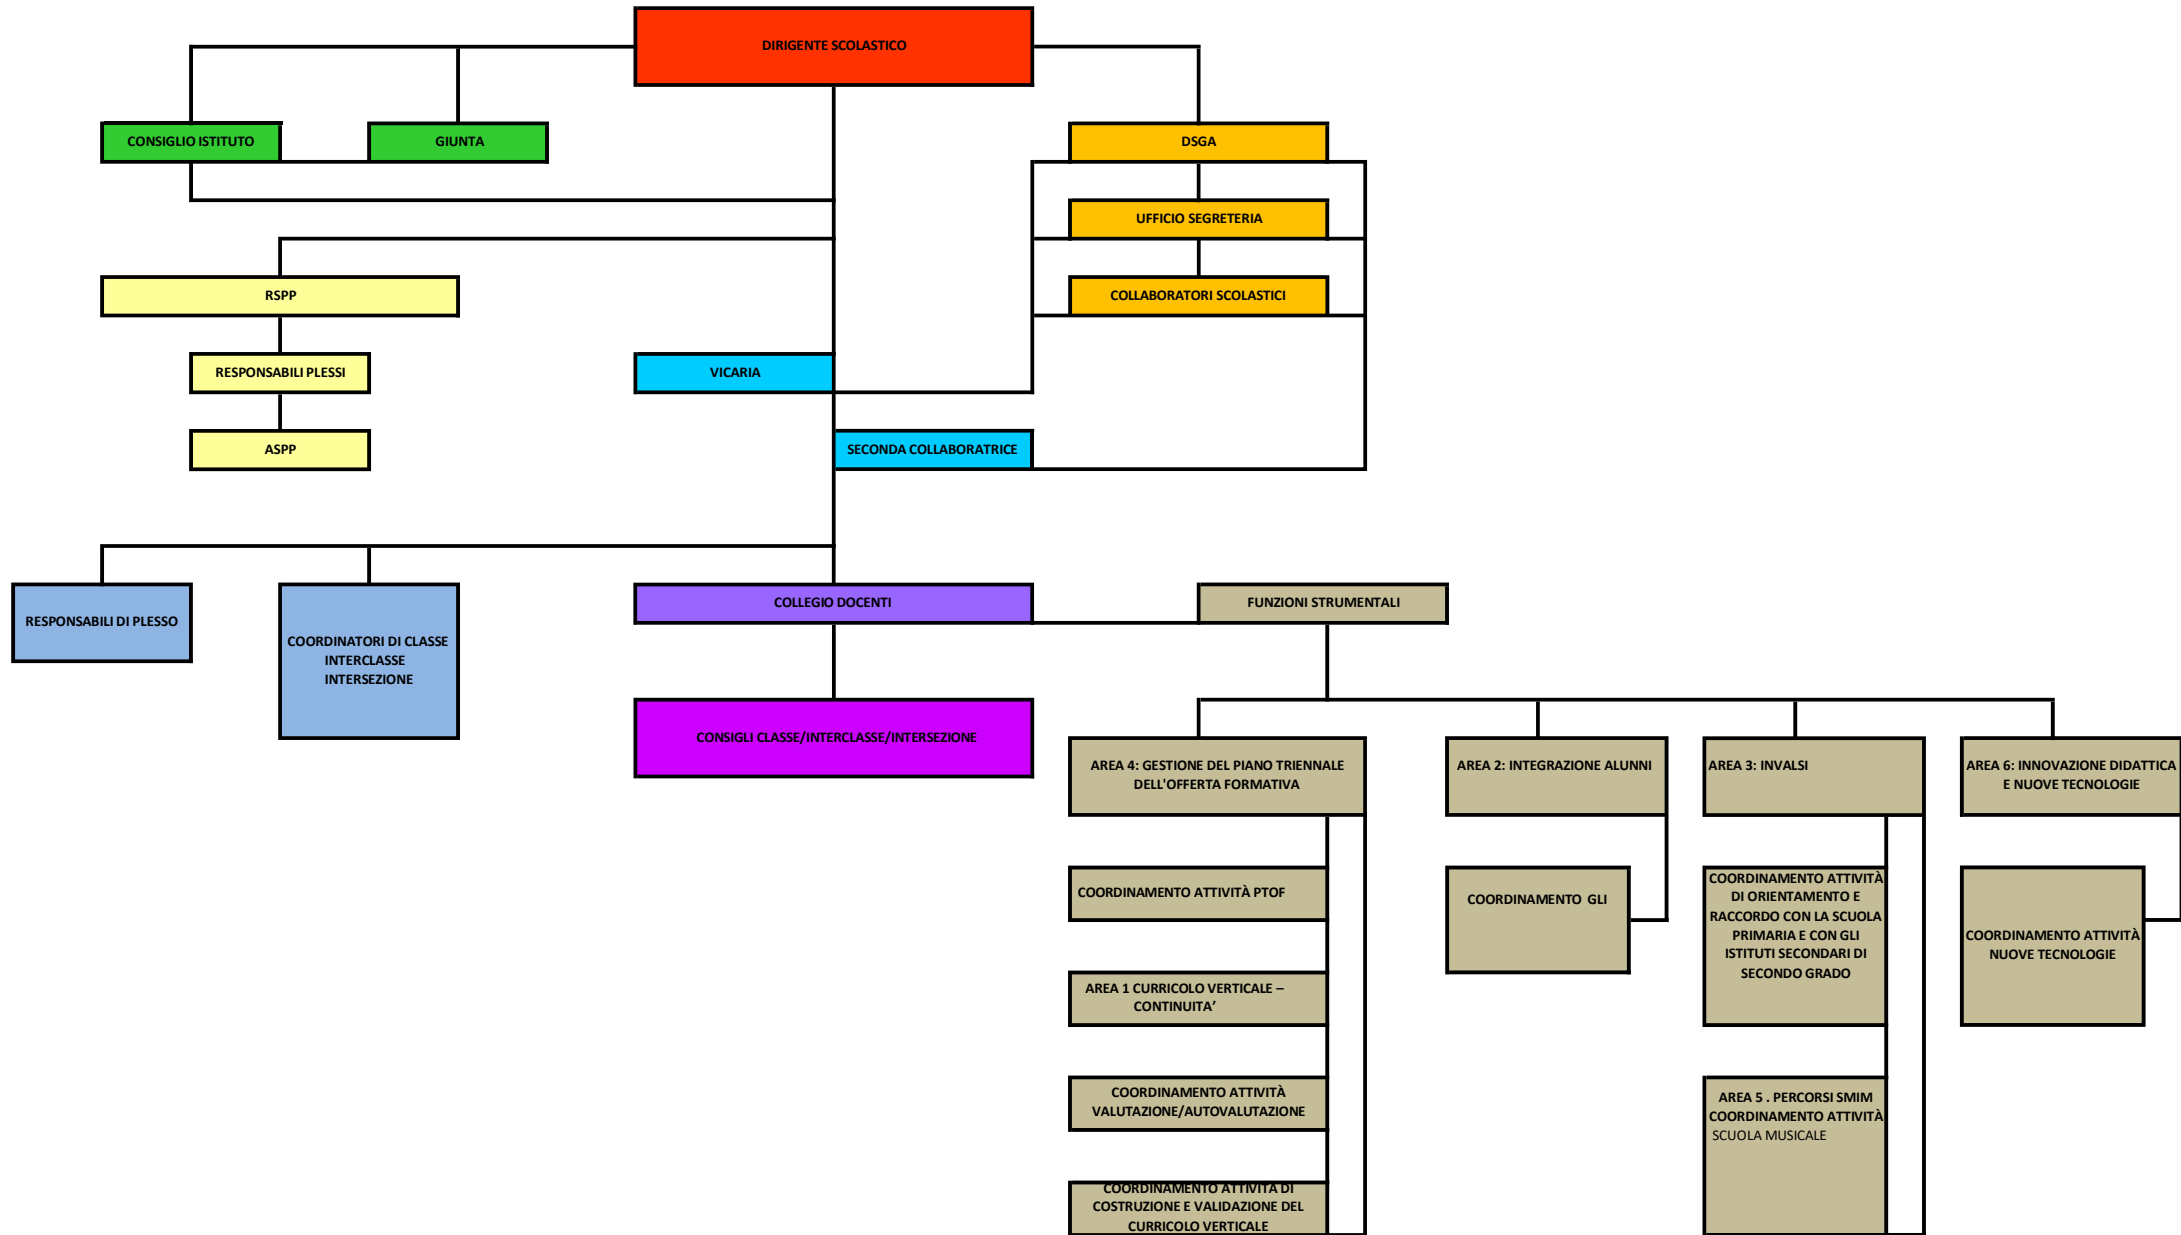 DIRIGENTE SCOLASTICO
CONSIGLIO ISTITUTO
GIUNTA
DSGA
UFFICIO SEGRETERIA
RSPP
COLLABORATORI SCOLASTICI
RESPONSABILI PLESSI
VICARIA
ASPP
SECONDA COLLABORATRICE
RESPONSABILI DI PLESSO
COORDINATORI DI CLASSE
INTERCLASSE
INTERSEZIONE
COLLEGIO DOCENTI
FUNZIONI STRUMENTALI
CONSIGLI CLASSE/INTERCLASSE/INTERSEZIONE
AREA 4: GESTIONE DEL PIANO TRIENNALE
DELL'OFFERTA FORMATIVA
AREA 2: INTEGRAZIONE ALUNNI
AREA 3: INVALSI
AREA 6: INNOVAZIONE DIDATTICA
E NUOVE TECNOLOGIE
COORDINAMENTO ATTIVITÀ PTOF
COORDINAMENTO GLI
COORDINAMENTO ATTIVITÀ
DI ORIENTAMENTO E
RACCORDO CON LA SCUOLA
PRIMARIA E CON GLI
ISTITUTI SECONDARI DI
SECONDO GRADO
COORDINAMENTO ATTIVITÀ
NUOVE TECNOLOGIE
AREA 1 CURRICOLO VERTICALE –
CONTINUITA’
COORDINAMENTO ATTIVITÀ
VALUTAZIONE/AUTOVALUTAZIONE
AREA 5 . PERCORSI SMIM
COORDINAMENTO ATTIVITÀ
SCUOLA MUSICALE
COORDINAMENTO ATTIVITÀ DI
COSTRUZIONE E VALIDAZIONE DEL
CURRICOLO VERTICALE